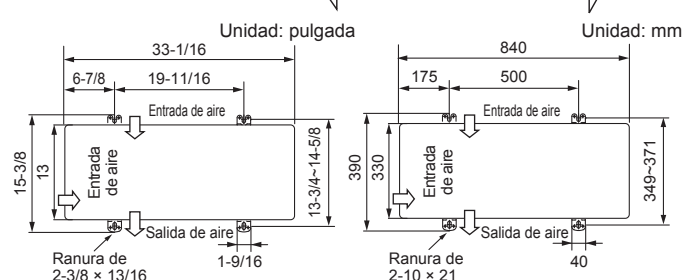 Unidad: pulgada
33-1/16
6-7/8
19-11/16
Entrada de aire
15-3/8
13
Entrada
de aire
13-3/4~14-5/8
Salida de aire
Ranura de
2-3/8 × 13/16
1-9/16
Unidad: mm
840
175
500
Entrada de aire
390
330
Entrada
de aire
349~371
Salida de aire
Ranura de
2-10 × 21
40